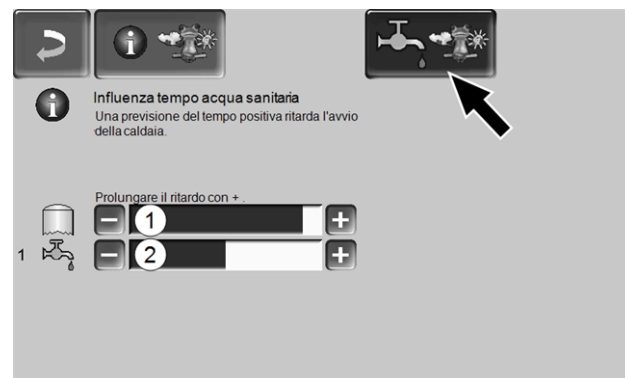 Influenza tempo acqua sanitaria
Una previsione del tempo positiva ritarda l'avvio
della caldaia.
Prolungare il ritardo con + .
1
1 2